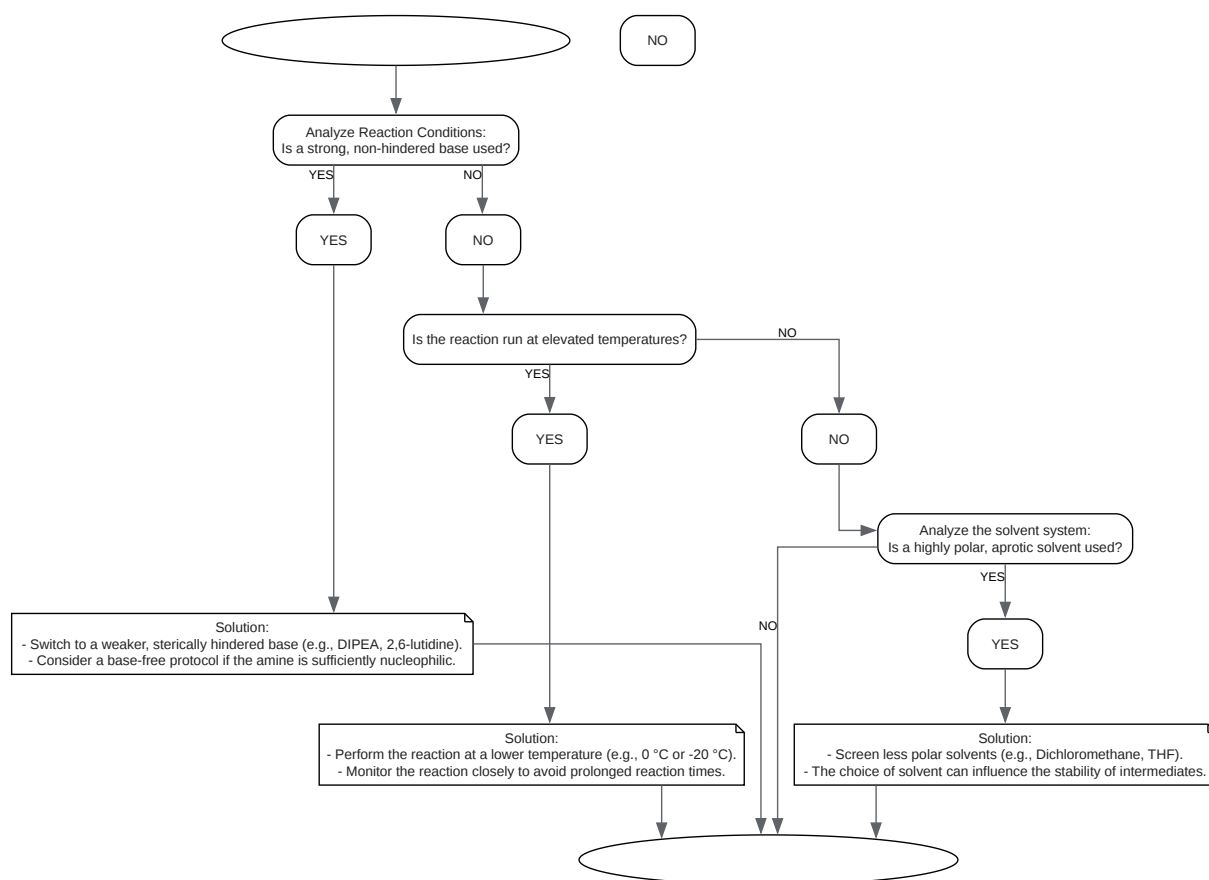 NO
Analyze Reaction Conditions:
Is a strong, non-hindered base used?
YES
NO
YES
NO
Is the reaction run at elevated temperatures?
NO
YES
YES
NO
Analyze the solvent system:
Is a highly polar, aprotic solvent used?
YES
NO
YES
Solution:
- Switch to a weaker, sterically hindered base (e.g., DIPEA, 2,6-lutidine).
- Consider a base-free protocol if the amine is sufficiently nucleophilic.
Solution:
- Perform the reaction at a lower temperature (e.g., 0 °C or -20 °C).
- Monitor the reaction closely to avoid prolonged reaction times.
Solution:
- Screen less polar solvents (e.g., Dichloromethane, THF).
- The choice of solvent can influence the stability of intermediates.